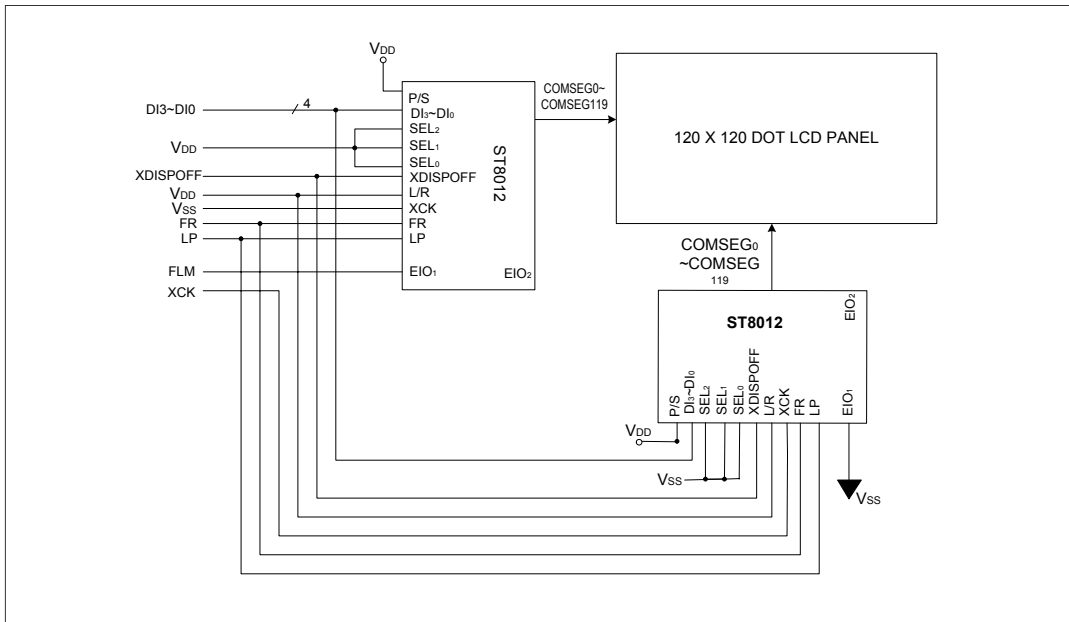 VDD
P/S
DI3~DI0
4
DI3~DI0
SEL2
VDD
SEL1
SEL0
XDISPOFF
XDISPOFF
VDD
L/R
VSS
XCK
FR
FR
LP
LP
FLM
EIO1
EIO2
XCK
ST8012
COMSEG0~
COMSEG119
120 X 120 DOT LCD PANEL
COMSEG0
~COMSEG
119
ST8012
EIO2
P/S
DI3~DI0
SEL2
SEL1
SEL0
XDISPOFF
L/R
XCK
FR
LP
EIO1
VDD
VSS
VSS